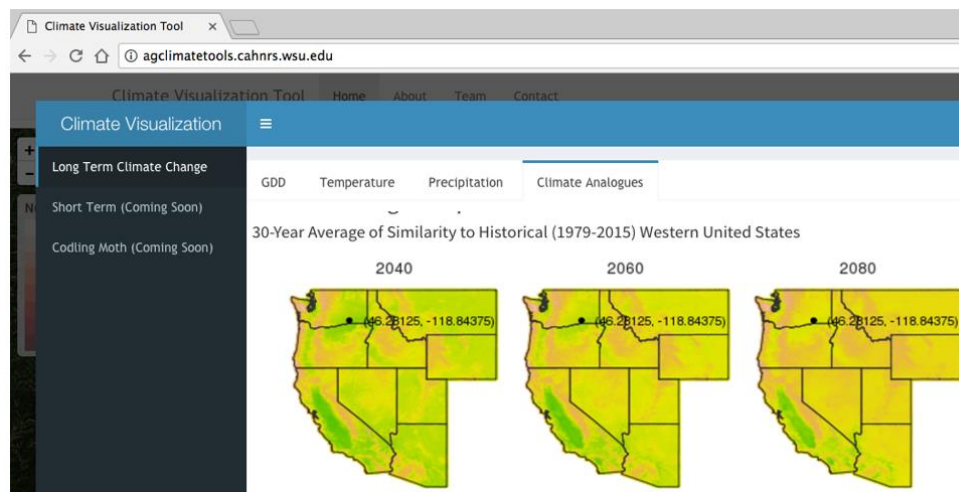 Climate Visualization Tool
agclimatetools.cahnrs.wsu.edu
Climate Visualization Tool Home About Team Contact
Climate Visualization
Long Term Climate Change
Short Term (Coming Soon)
Codling Moth (Coming Soon)
GDD Temperature Precipitation Climate Analogues
30-Year Average of Similarity to Historical (1979-2015) Western United States
2040 2060 2080
(46.28125, -118.84375) (46.28125, -118.84375) (46.28125, -118.84375)